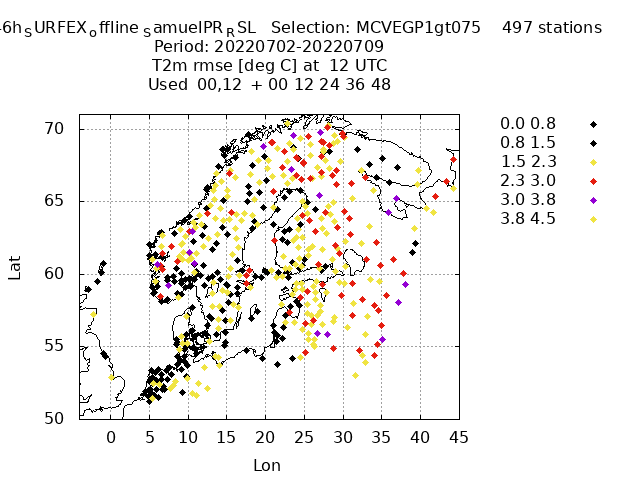 46h SURFEX offline SamuelPR RSL Selection: MCVEGP1gt075 497 stations
Period: 20220702-20220709
T2m rmse [deg C] at 12 UTC
Used 00,12 + 00 12 24 36 48
70
65
60
55
50
0 5 10 15 20 25 30 35 40 45
Lat
Lon
0.0 0.8
0.8 1.5
1.5 2.3
2.3 3.0
3.0 3.8
3.8 4.5